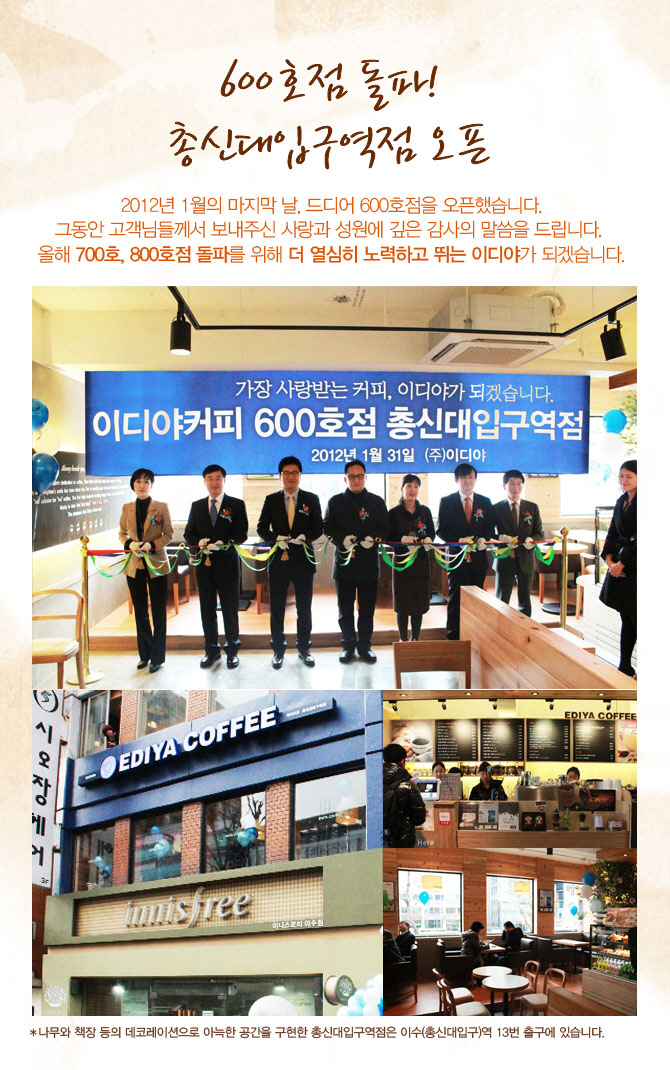 600호점 돌파!
총신대입구역점 오픈
2012년 1월의 마지막 날, 드디어 600호점을 오픈했습니다.
그동안 고객님들께서 보내주신 사랑과 성원에 깊은 감사의 말씀을 드립니다.
올해 700호, 800호점 돌파를 위해 더 열심히 노력하고 뛰는 이디야가 되겠습니다.
가장 사랑받는 커피, 이디야가 되겠습니다.
이디야커피 600호점 총신대입구역점
2012년 1월 31일 (주)이디야
Always beside you,
시오장케어
EDIYA COFFEE
innisfree
이니스프리 이수점
EDIYA COFFEE
Here
*나무와 책장 등의 데코레이션으로 아늑한 공간을 구현한 총신대입구역점은 이수(총신대입구)역 13번 출구에 있습니다.